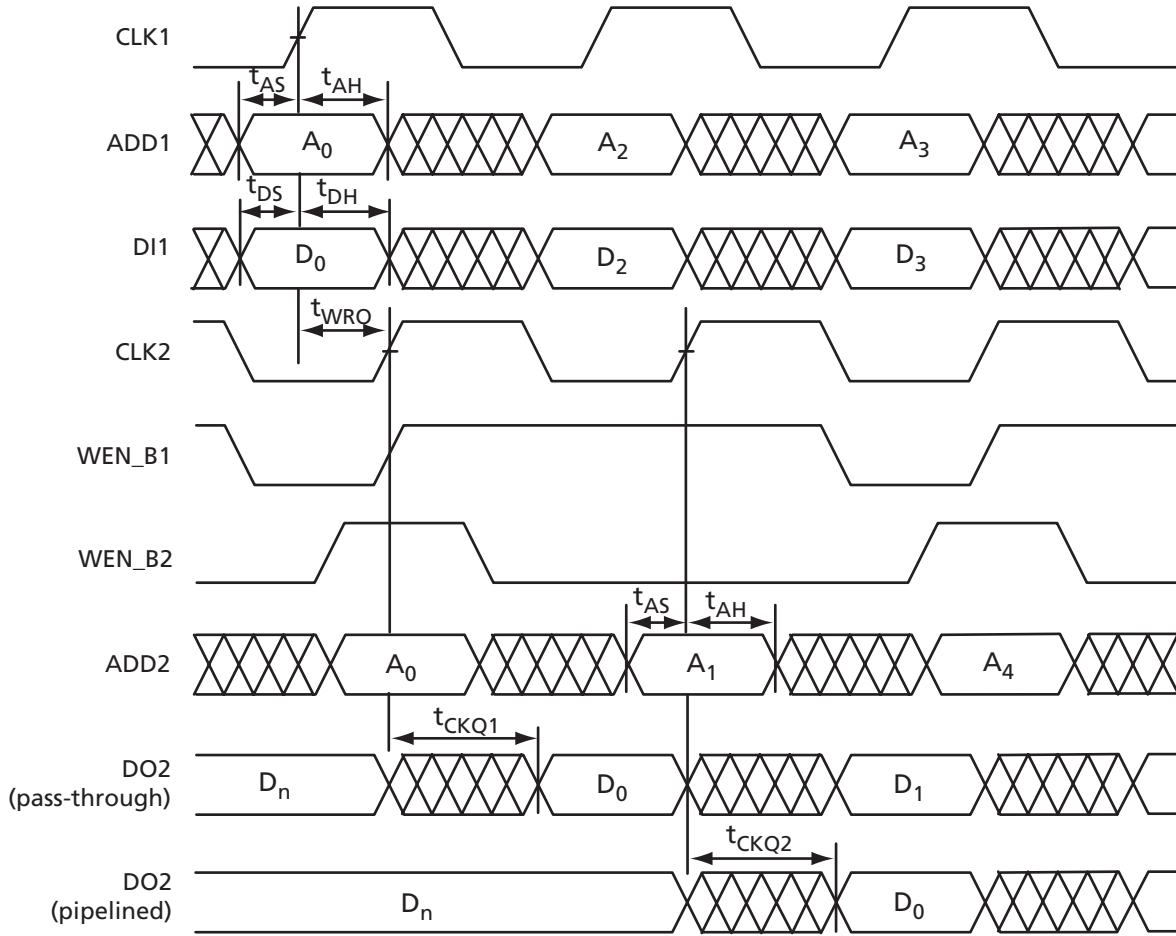 CLK1
tAS tAH
ADD1 A0 A2 A3
tDS tDH
DI1 D0 D2 D3
tWRO
CLK2
WEN_B1
WEN_B2
tAS tAH
ADD2 A0 A1 A4
tCKQ1
DO2
(pass-through) Dn D0 D1
tCKQ2
DO2
(pipelined) Dn D0